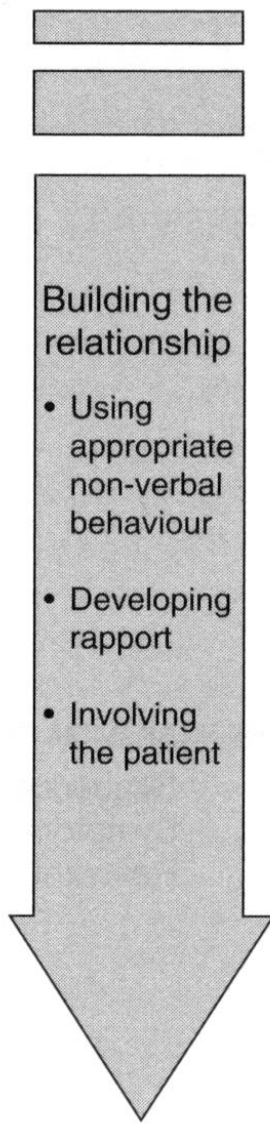 Building the
relationship
• Using
appropriate
non-verbal
behaviour
• Developing
rapport
• Involving
the patient